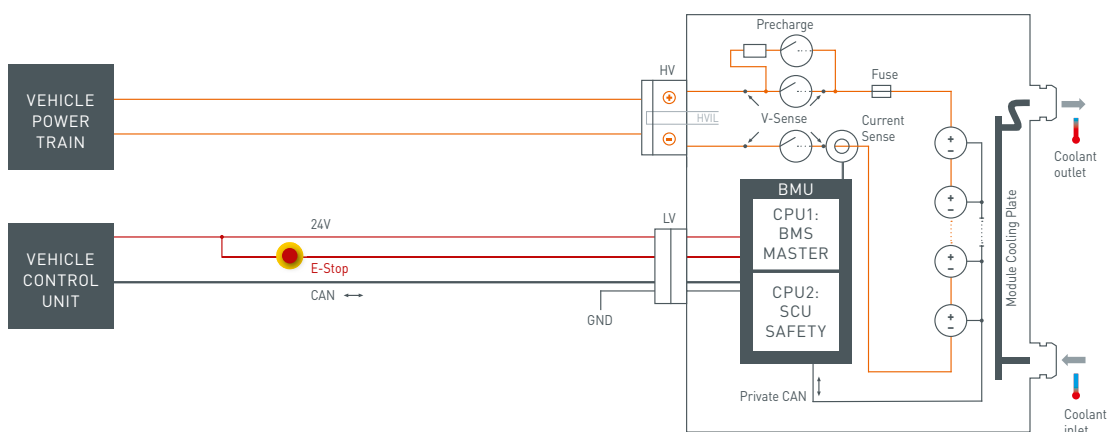 Precharge
HV
Fuse
VEHICLE
POWER
TRAIN
HVIL
V-Sense
Current
Sense
Coolant
outlet
BMU
LV
CPU1:
BMS
MASTER
24V
VEHICLE
CONTROL
UNIT
E-Stop
CAN
GND
CPU2:
SCU
SAFETY
Module Cooling Plate
Private CAN
Coolant
inlet